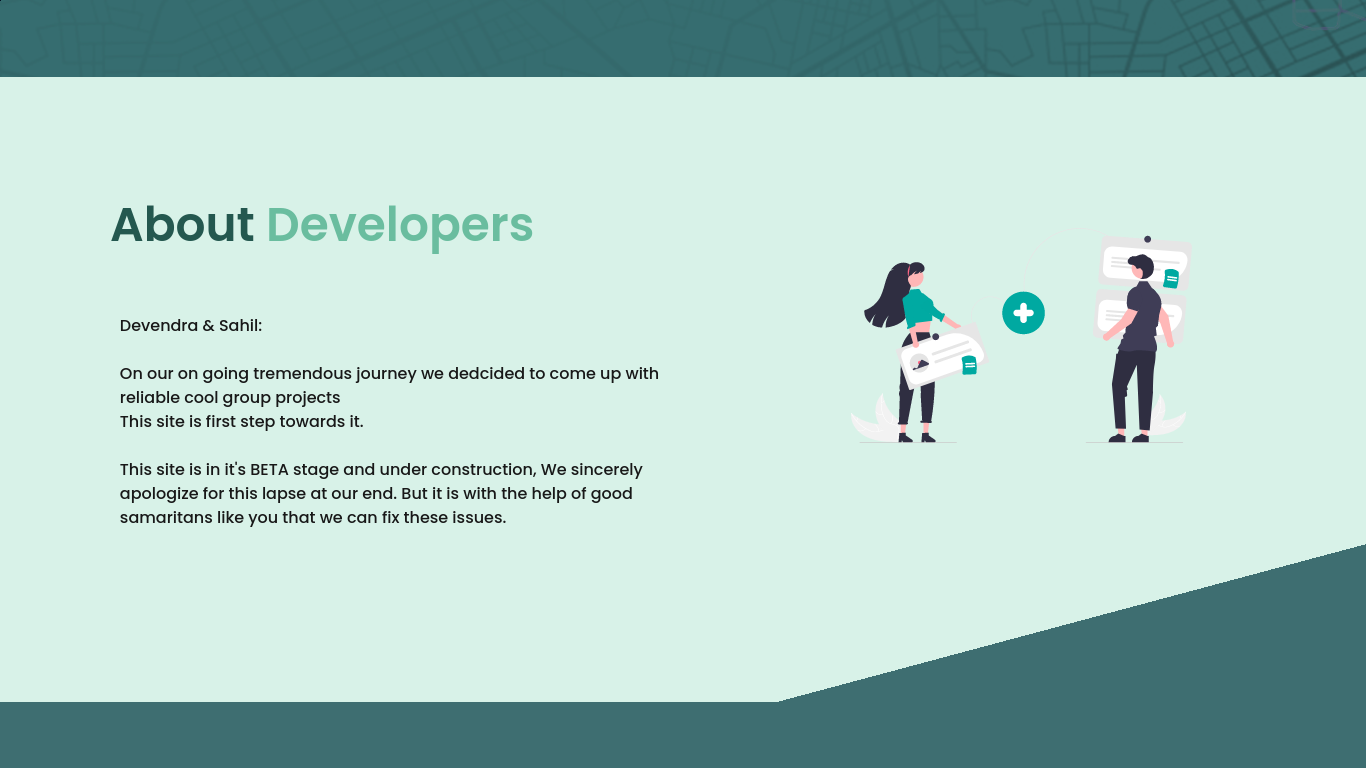 About Developers
Devendra & Sahil:
On our on going tremendous journey we dedcided to come up with
reliable cool group projects
This site is first step towards it.
This site is in it's BETA stage and under construction, We sincerely
apologize for this lapse at our end. But it is with the help of good
samaritans like you that we can fix these issues.